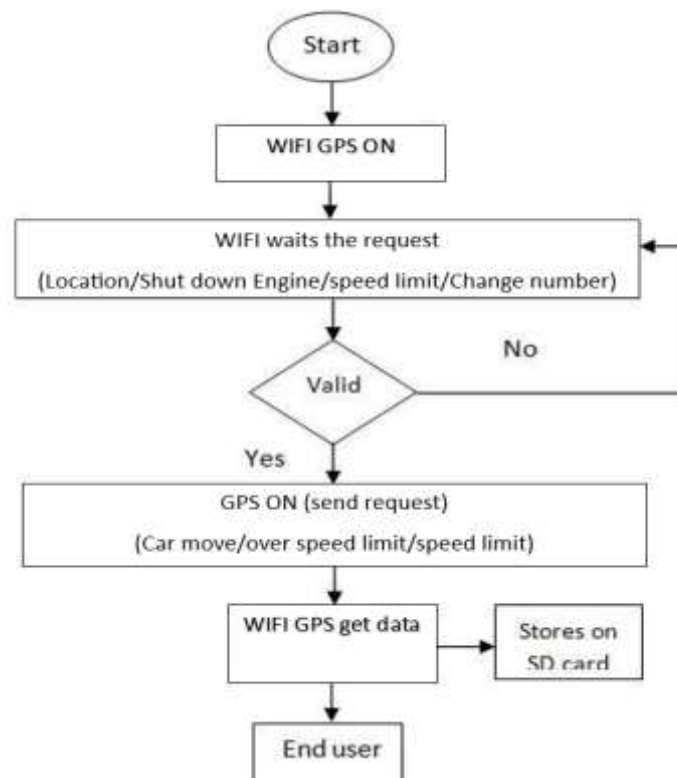 Start
WIFI GPS ON
WIFI waits the request
(Location/Shut down Engine/speed limit/Change number)
Valid
No
Yes
GPS ON (send request)
(Car move/over speed limit/speed limit)
WIFI GPS get data
Stores on
SD card
End user